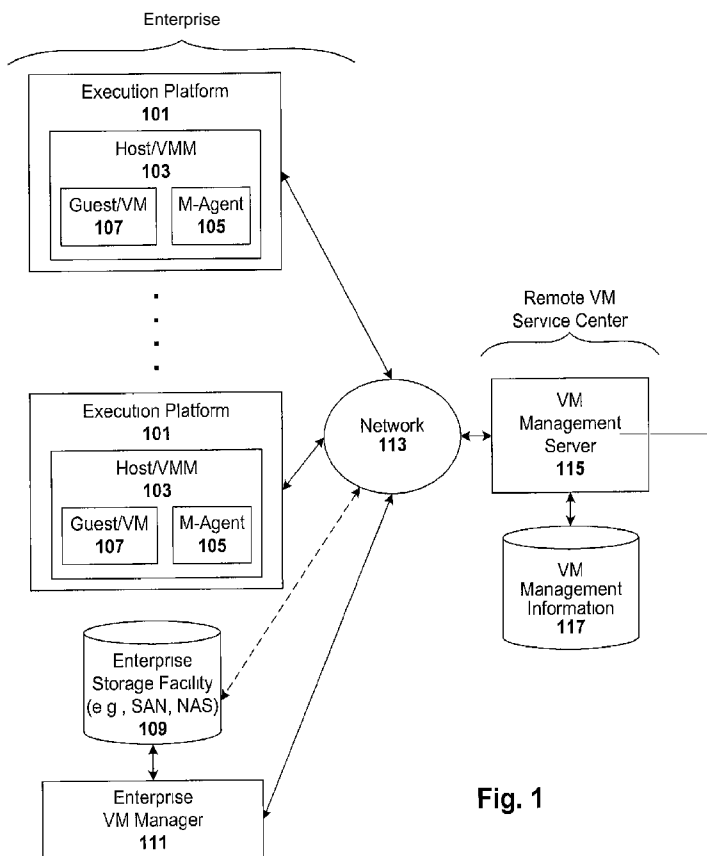 Enterprise
Execution Platform
101
Host/VMM
103
Guest/VM
107
M-Agent
105
Execution Platform
101
Host/VMM
103
Guest/VM
107
M-Agent
105
Enterprise
Storage Facility
(e g , SAN, NAS)
109
Enterprise
VM Manager
111
Network
113
Remote VM
Service Center
VM
Management
Server
115
VM
Management
Information
117
Fig. 1